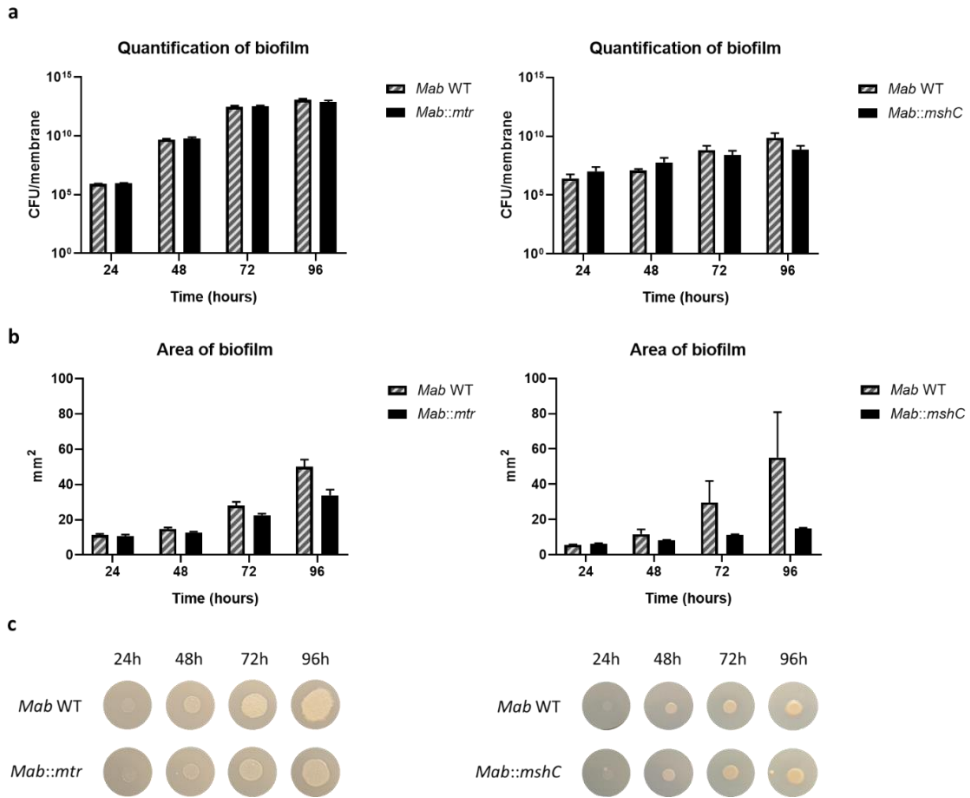 a
Quantification of biofilm
10¹⁵
10¹⁰
10⁵
10⁰
CFU/membrane
24 48 72 96
Time (hours)
Mab WT
Mab::mtr
Quantification of biofilm
10¹⁵
10¹⁰
10⁵
10⁰
CFU/membrane
24 48 72 96
Time (hours)
Mab WT
Mab::mshC
b
Area of biofilm
100
80
60
40
20
0
mm²
24 48 72 96
Time (hours)
Mab WT
Mab::mtr
Area of biofilm
100
80
60
40
20
0
mm²
24 48 72 96
Time (hours)
Mab WT
Mab::mshC
c
24h 48h 72h 96h
Mab WT
Mab::mtr
24h 48h 72h 96h
Mab WT
Mab::mshC